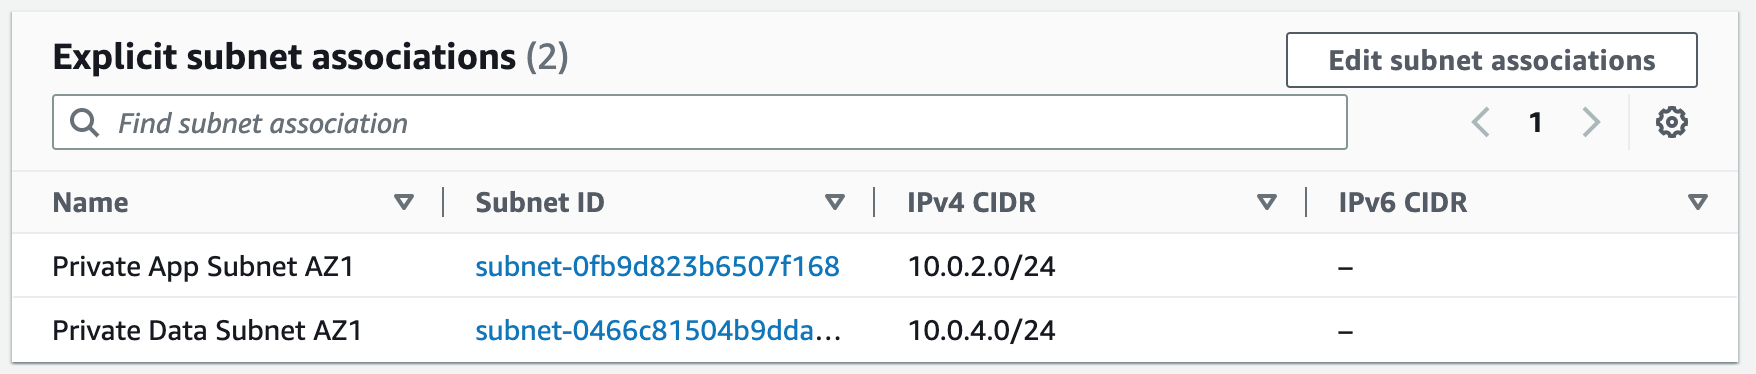 Explicit subnet associations (2)
Edit subnet associations
Find subnet association
1
Name Subnet ID IPv4 CIDR IPv6 CIDR
Private App Subnet AZ1 subnet-0fb9d823b6507f168 10.0.2.0/24 –
Private Data Subnet AZ1 subnet-0466c81504b9dda... 10.0.4.0/24 –